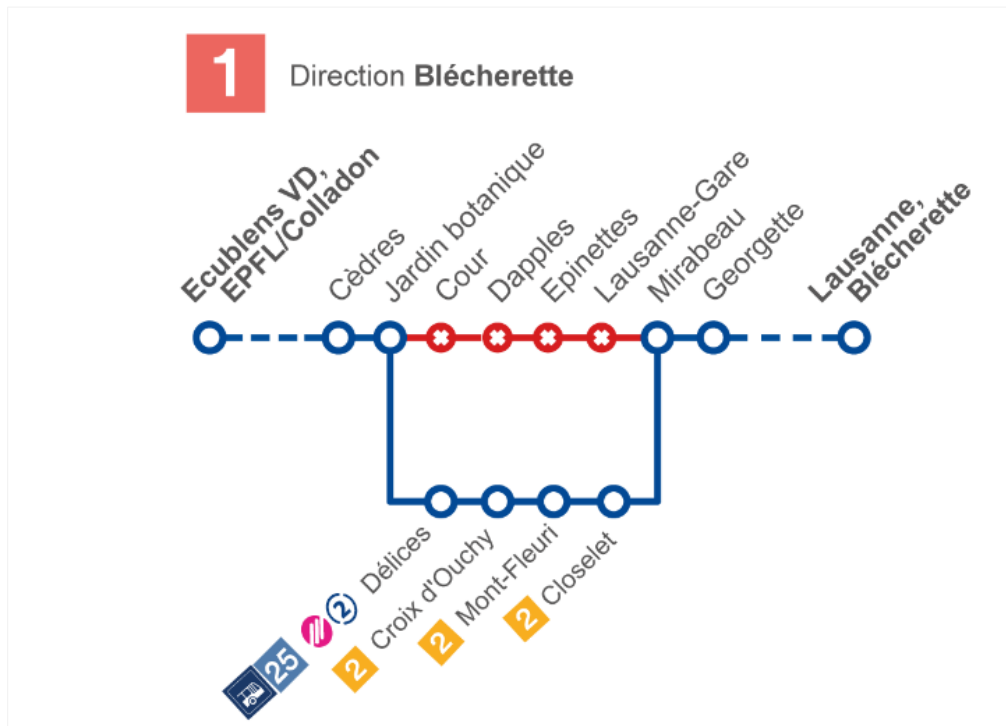 1
Direction Blécherette
Ecublens VD,
EPFL/Colladon
Cèdres
Jardin botanique
Cour
Dapples
Epinettes
Lausanne-Gare
Mirabeau
Georgette
Lausanne,
Blécherette
25
2
Délices
2
Croix d'Ouchy
2
Mont-Fleuri
2
Closelet